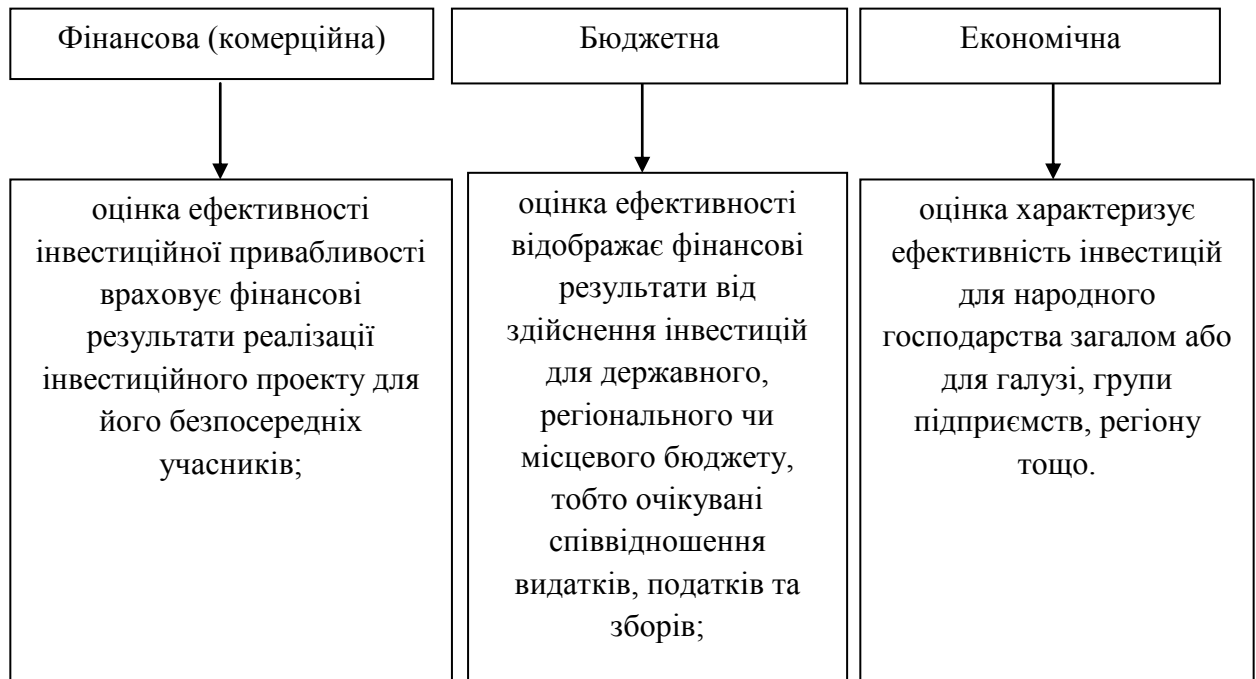 Фінансова (комерційна)
Бюджетна
Економічна
оцінка ефективності
інвестиційної привабливості
враховує фінансові
результати реалізації
інвестиційного проекту для
його безпосередніх
учасників;
оцінка ефективності
відображає фінансові
результати від
здійснення інвестицій
для державного,
регіонального чи
місцевого бюджету,
тобто очікувані
співвідношення
видатків, податків та
зборів;
оцінка характеризує
ефективність інвестицій
для народного
господарства загалом або
для галузі, групи
підприємств, регіону
тощо.